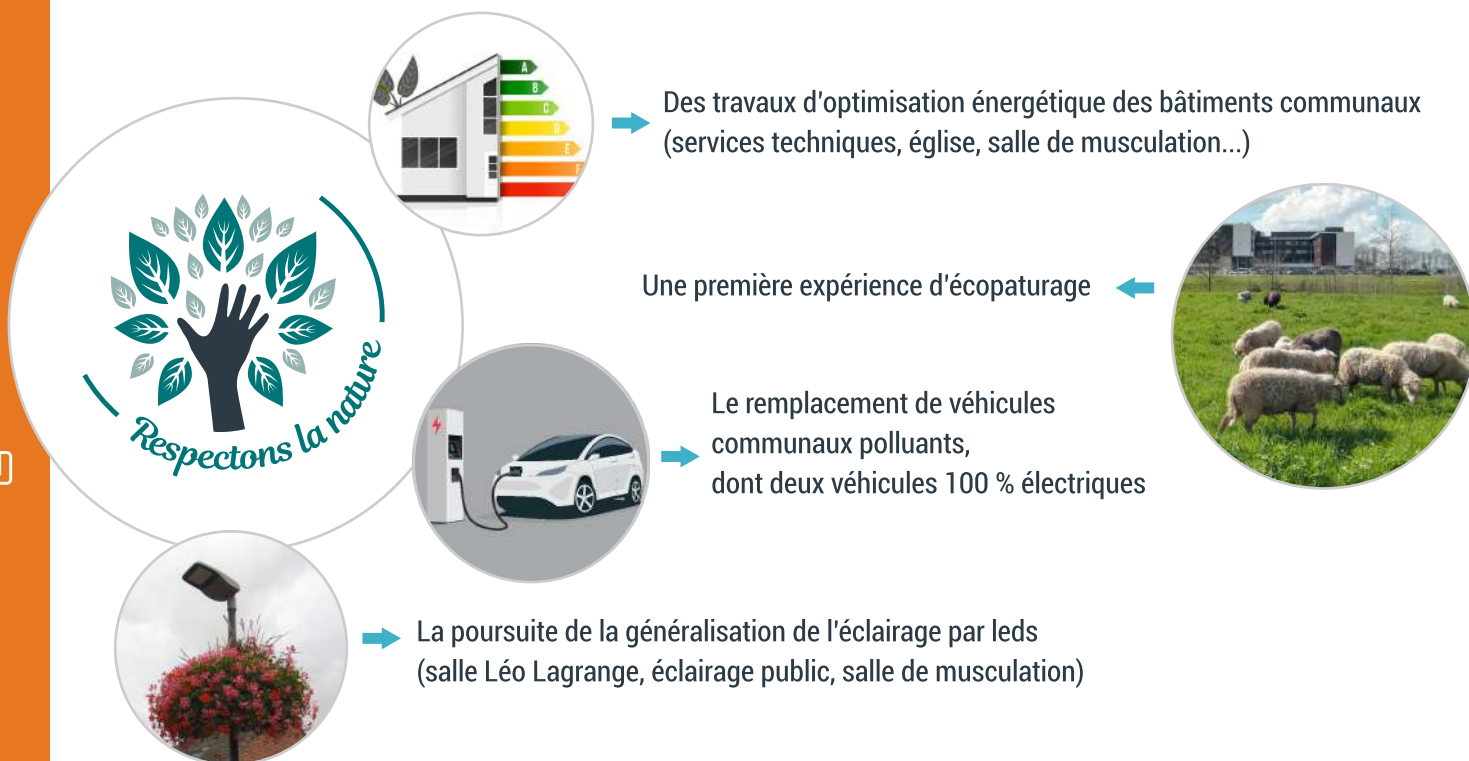 A
B
C
D
E
F
Des travaux d'optimisation énergétique des bâtiments communaux
(services techniques, église, salle de musculation...)
Respectons la nature
Une première expérience d'écopaturage
Le remplacement de véhicules
communaux polluants,
dont deux véhicules 100 % électriques
La poursuite de la généralisation de l'éclairage par leds
(salle Léo Lagrange, éclairage public, salle de musculation)